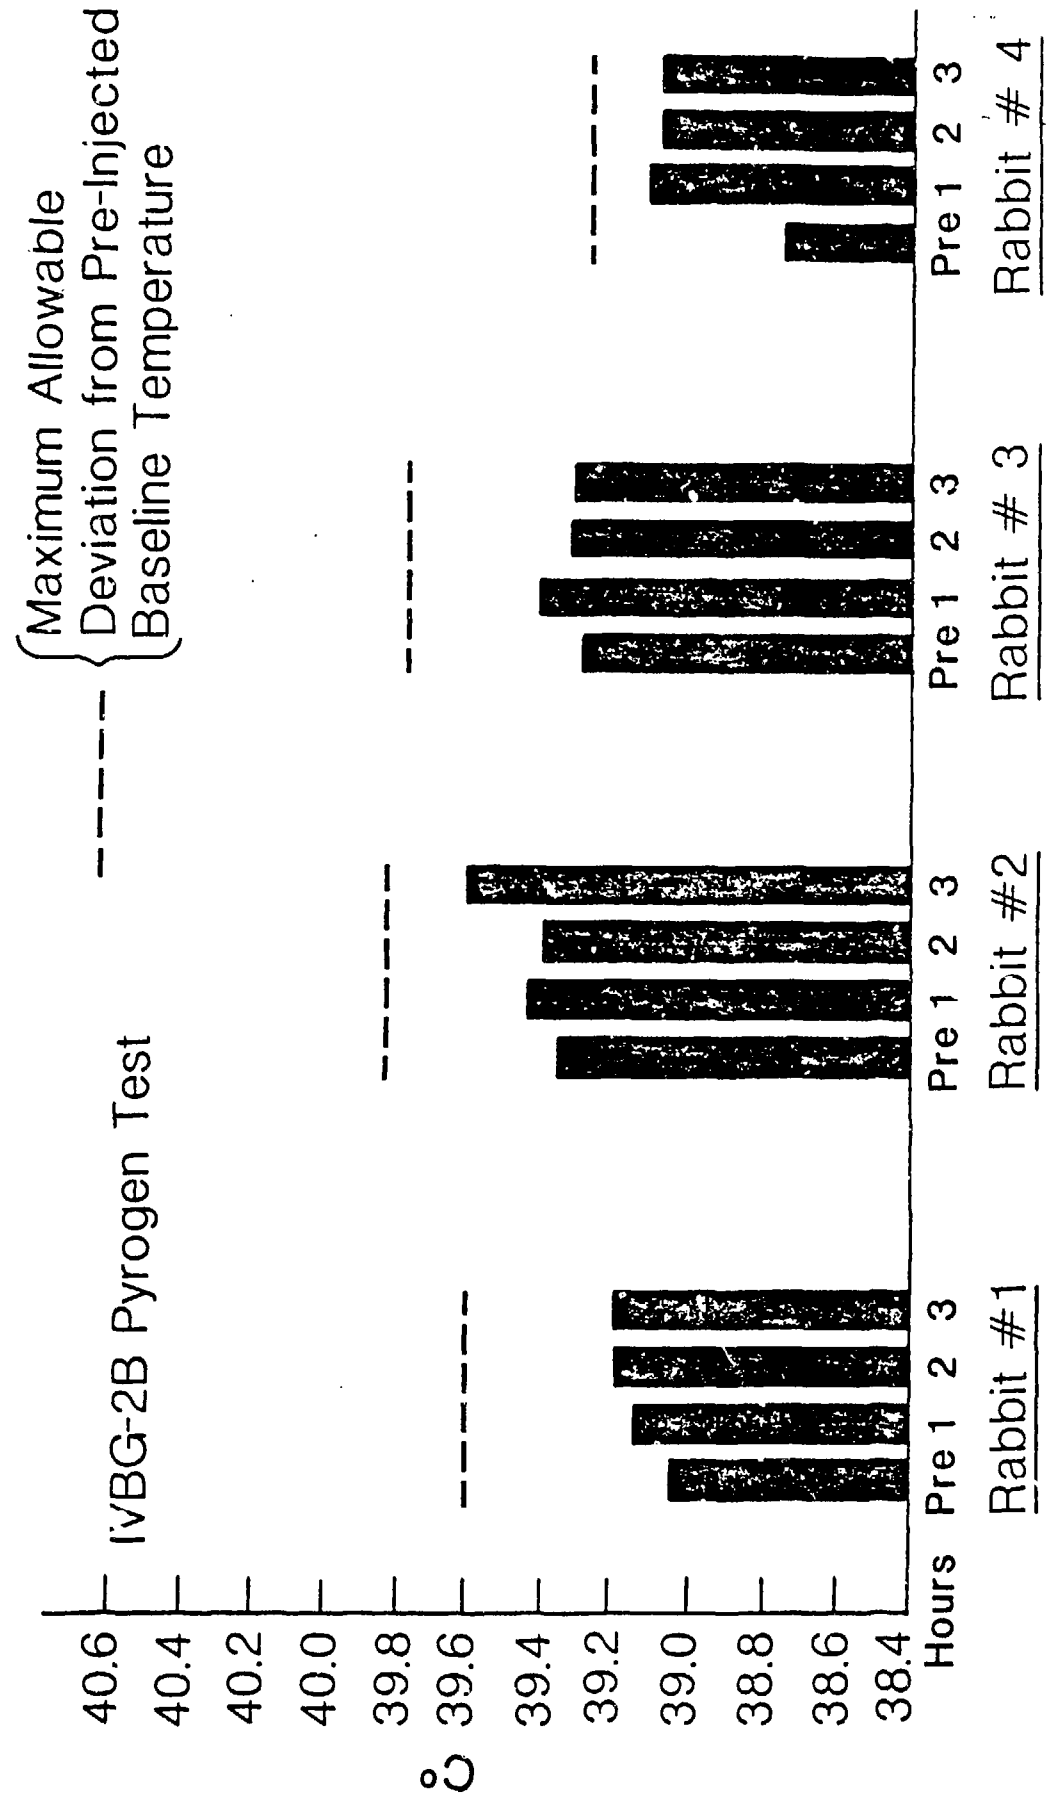 IVBG-2B Pyrogen Test
Maximum Allowable
Deviation from Pre-Injected
Baseline Temperature
°C
40.6
40.4
40.2
40.0
39.8
39.6
39.4
39.2
39.0
38.8
38.6
38.4
Hours Pre 1 2 3 Pre 1 2 3 Pre 1 2 3 Pre 1 2 3
Rabbit #1 Rabbit #2 Rabbit # 3 Rabbit # 4